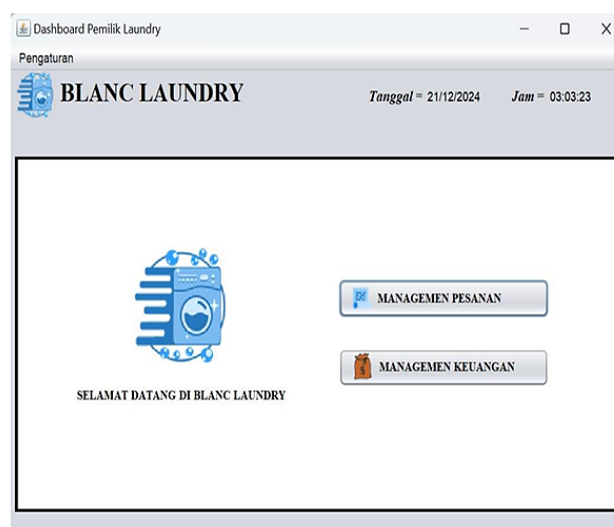 Dashboard Pemilik Laundry
Pengaturan
BLANC LAUNDRY
Tanggal = 21/12/2024 Jam = 03:03:23
MANAGEMEN PESANAN
MANAGEMEN KEUANGAN
SELAMAT DATANG DI BLANC LAUNDRY